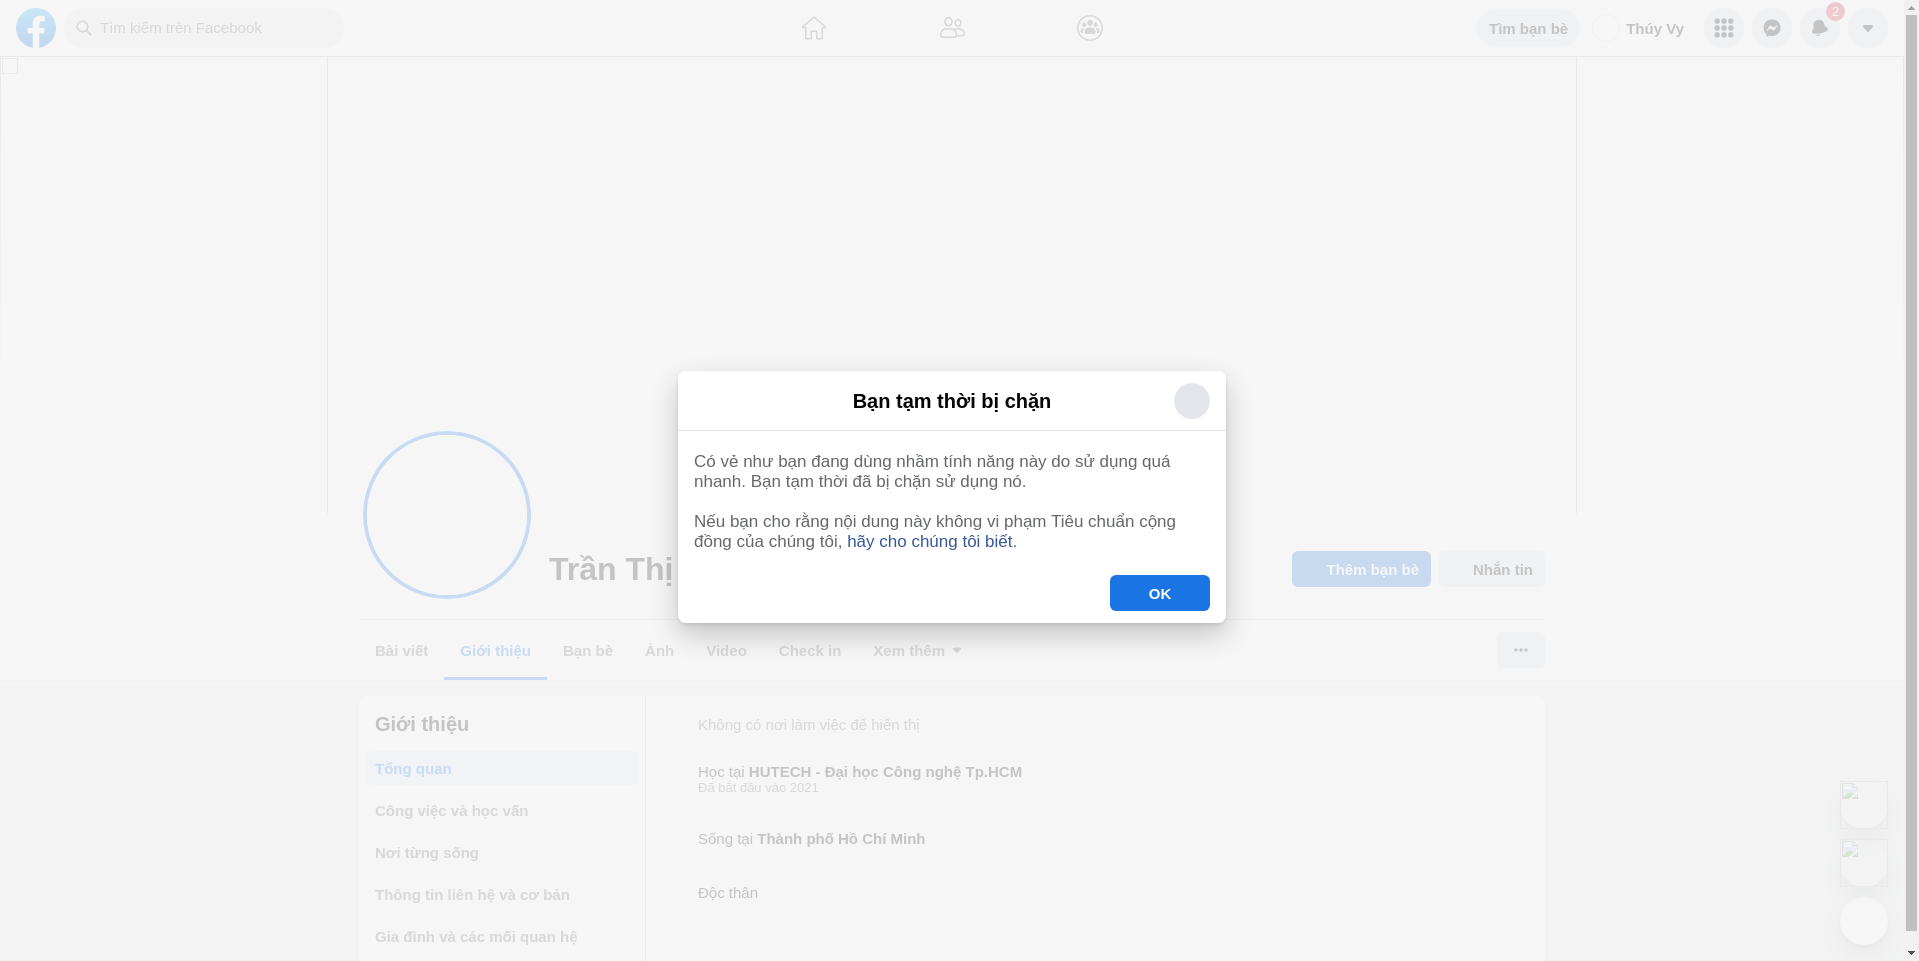 Tìm kiếm trên Facebook
Tìm bạn bè
Thúy Vy
2
Bạn tạm thời bị chặn
Có vẻ như bạn đang dùng nhầm tính năng này do sử dụng quá
nhanh. Bạn tạm thời đã bị chặn sử dụng nó.
Nếu bạn cho rằng nội dung này không vi phạm Tiêu chuẩn cộng
đồng của chúng tôi, hãy cho chúng tôi biết.
OK
Trần Thị
Thêm bạn bè
Nhắn tin
Bài viết
Giới thiệu
Bạn bè
Ảnh
Video
Check in
Xem thêm
Giới thiệu
Tổng quan
Công việc và học vấn
Nơi từng sống
Thông tin liên hệ và cơ bản
Gia đình và các mối quan hệ
Không có nơi làm việc để hiển thị
Học tại HUTECH - Đại học Công nghệ Tp.HCM
Đã bắt đầu vào 2021
Sống tại Thành phố Hồ Chí Minh
Độc thân